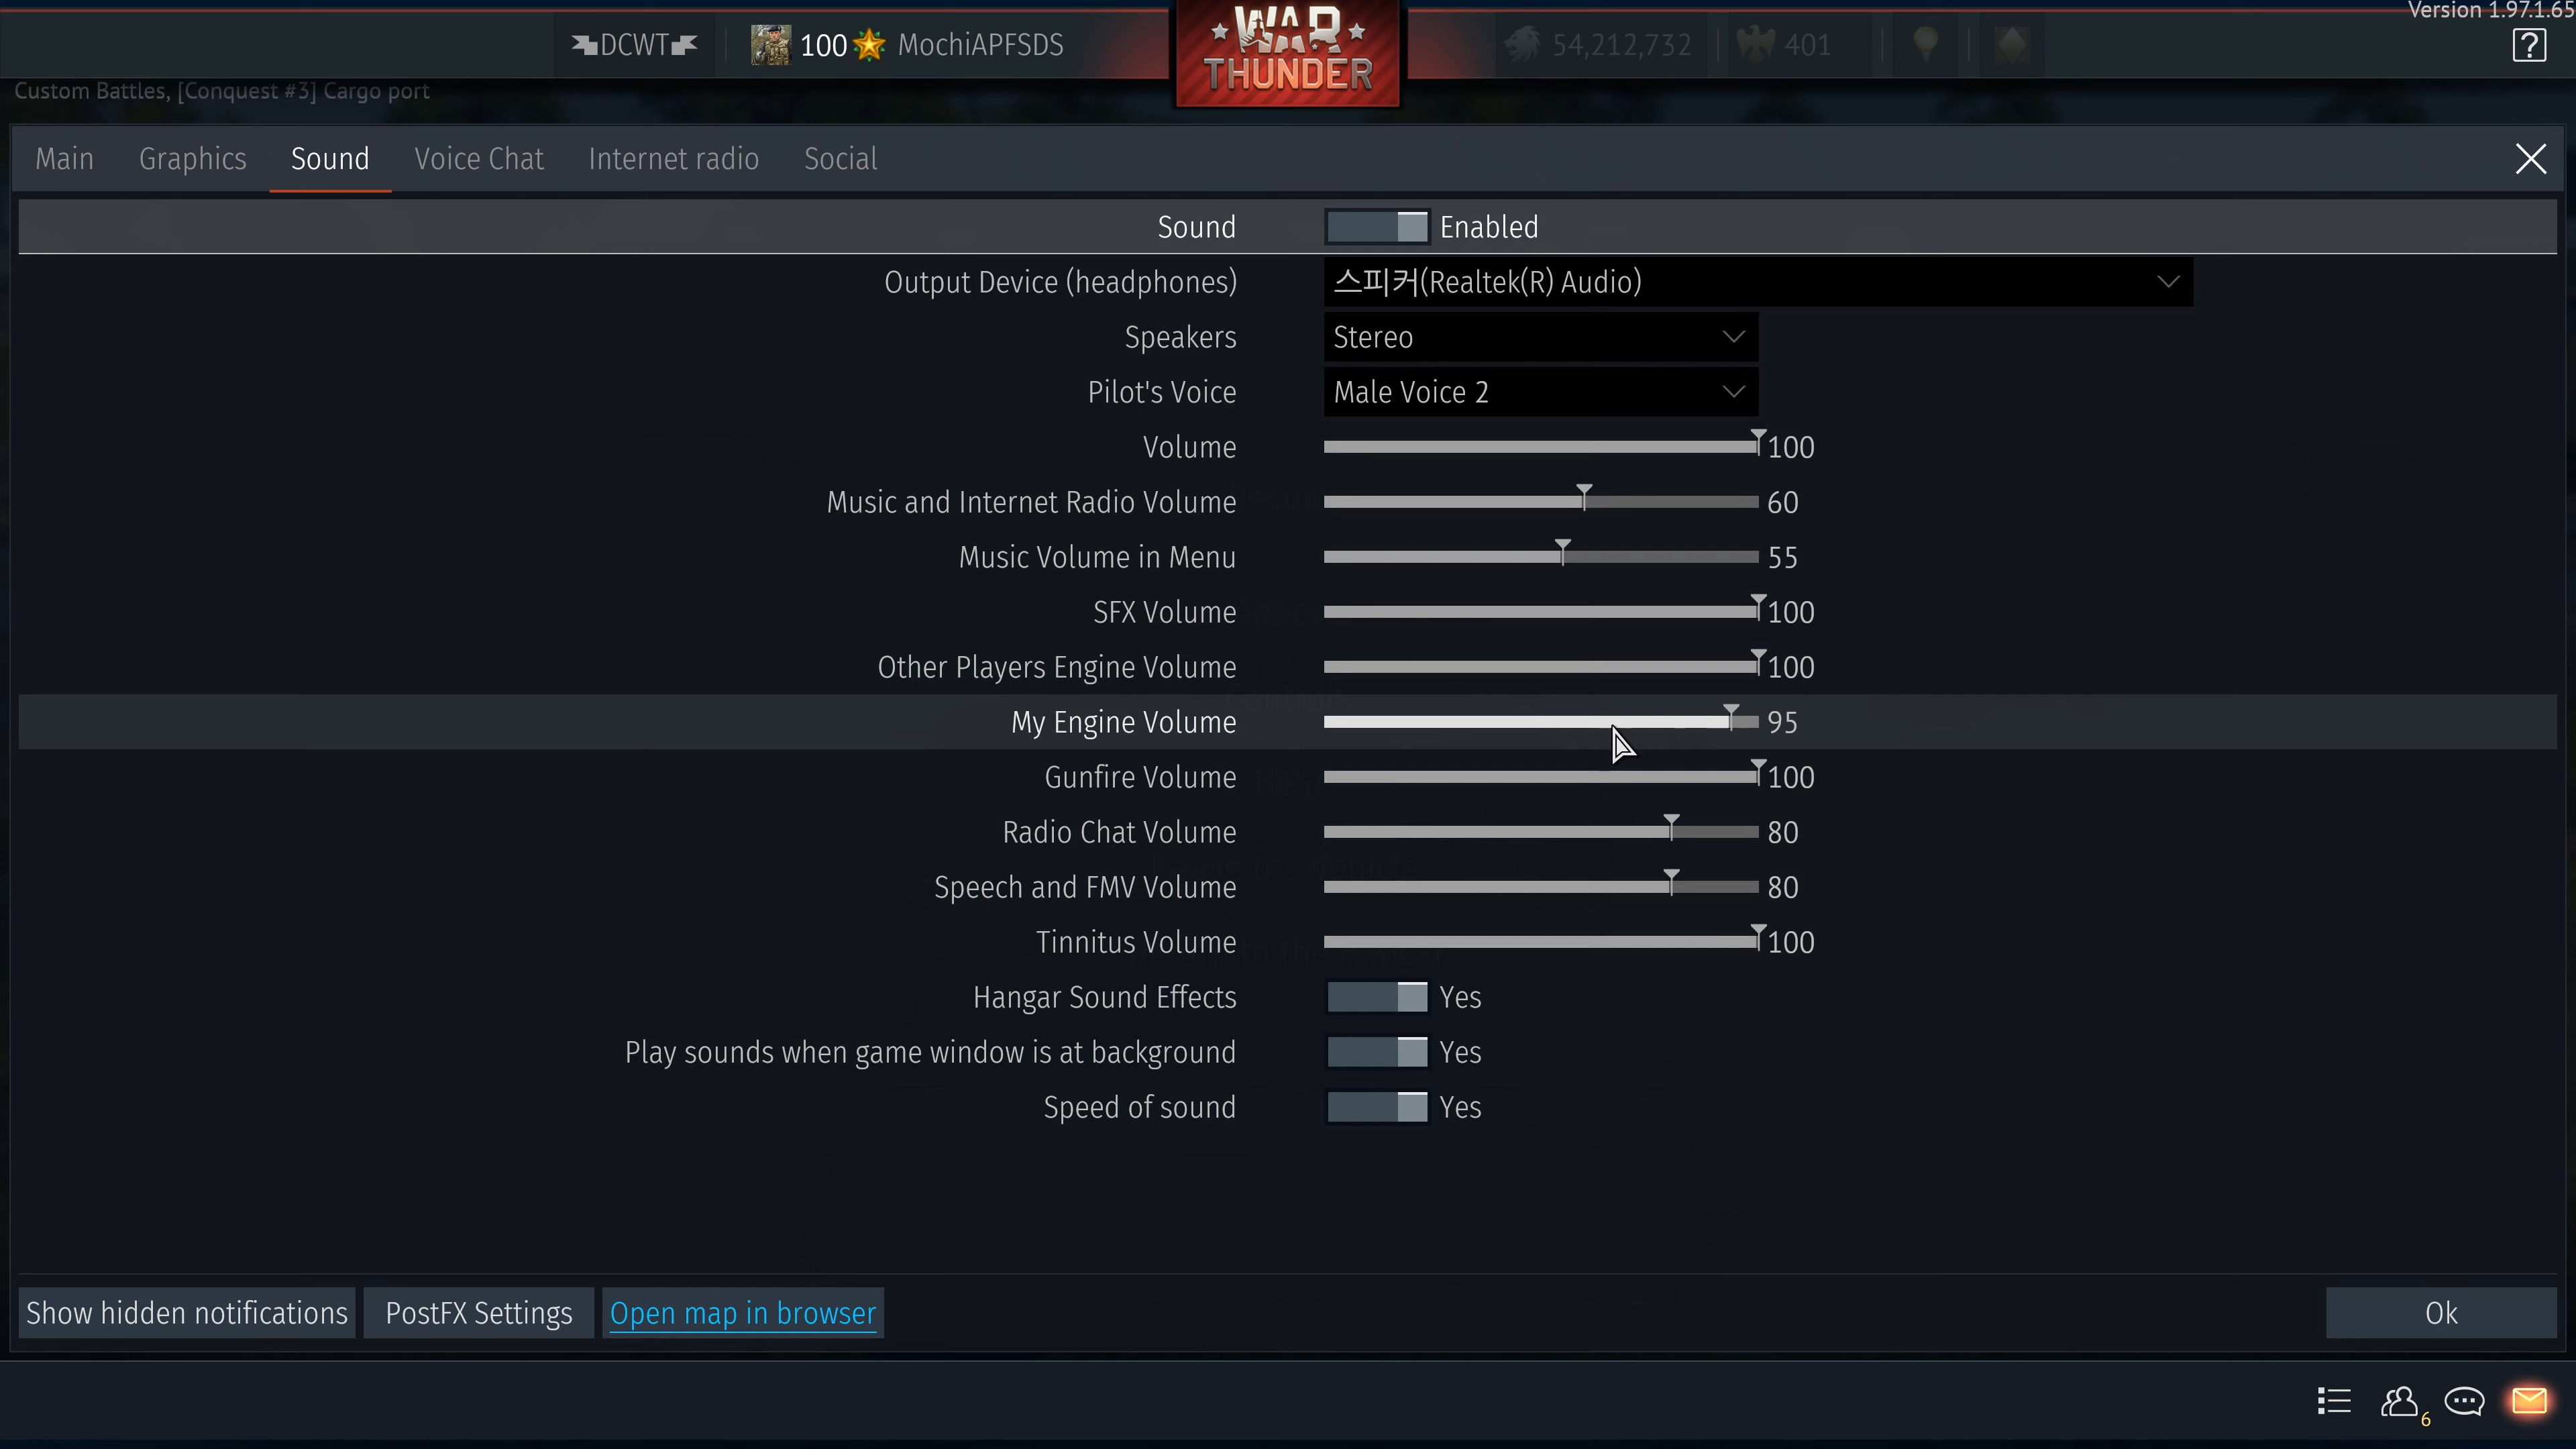 Version 1.97.1.65
DCWT
100 MochiAPFSDS
WAR THUNDER
54,212,732
401
Custom Battles, [Conquest #3] Cargo port
Main Graphics Sound Voice Chat Internet radio Social
Sound Enabled
Output Device (headphones) 스피커(Realtek(R) Audio)
Speakers Stereo
Pilot's Voice Male Voice 2
Volume 100
Music and Internet Radio Volume 60
Music Volume in Menu 55
SFX Volume 100
Other Players Engine Volume 100
My Engine Volume 95
Gunfire Volume 100
Radio Chat Volume 80
Speech and FMV Volume 80
Tinnitus Volume 100
Hangar Sound Effects Yes
Play sounds when game window is at background Yes
Speed of sound Yes
Show hidden notifications PostFX Settings Open map in browser Ok
6